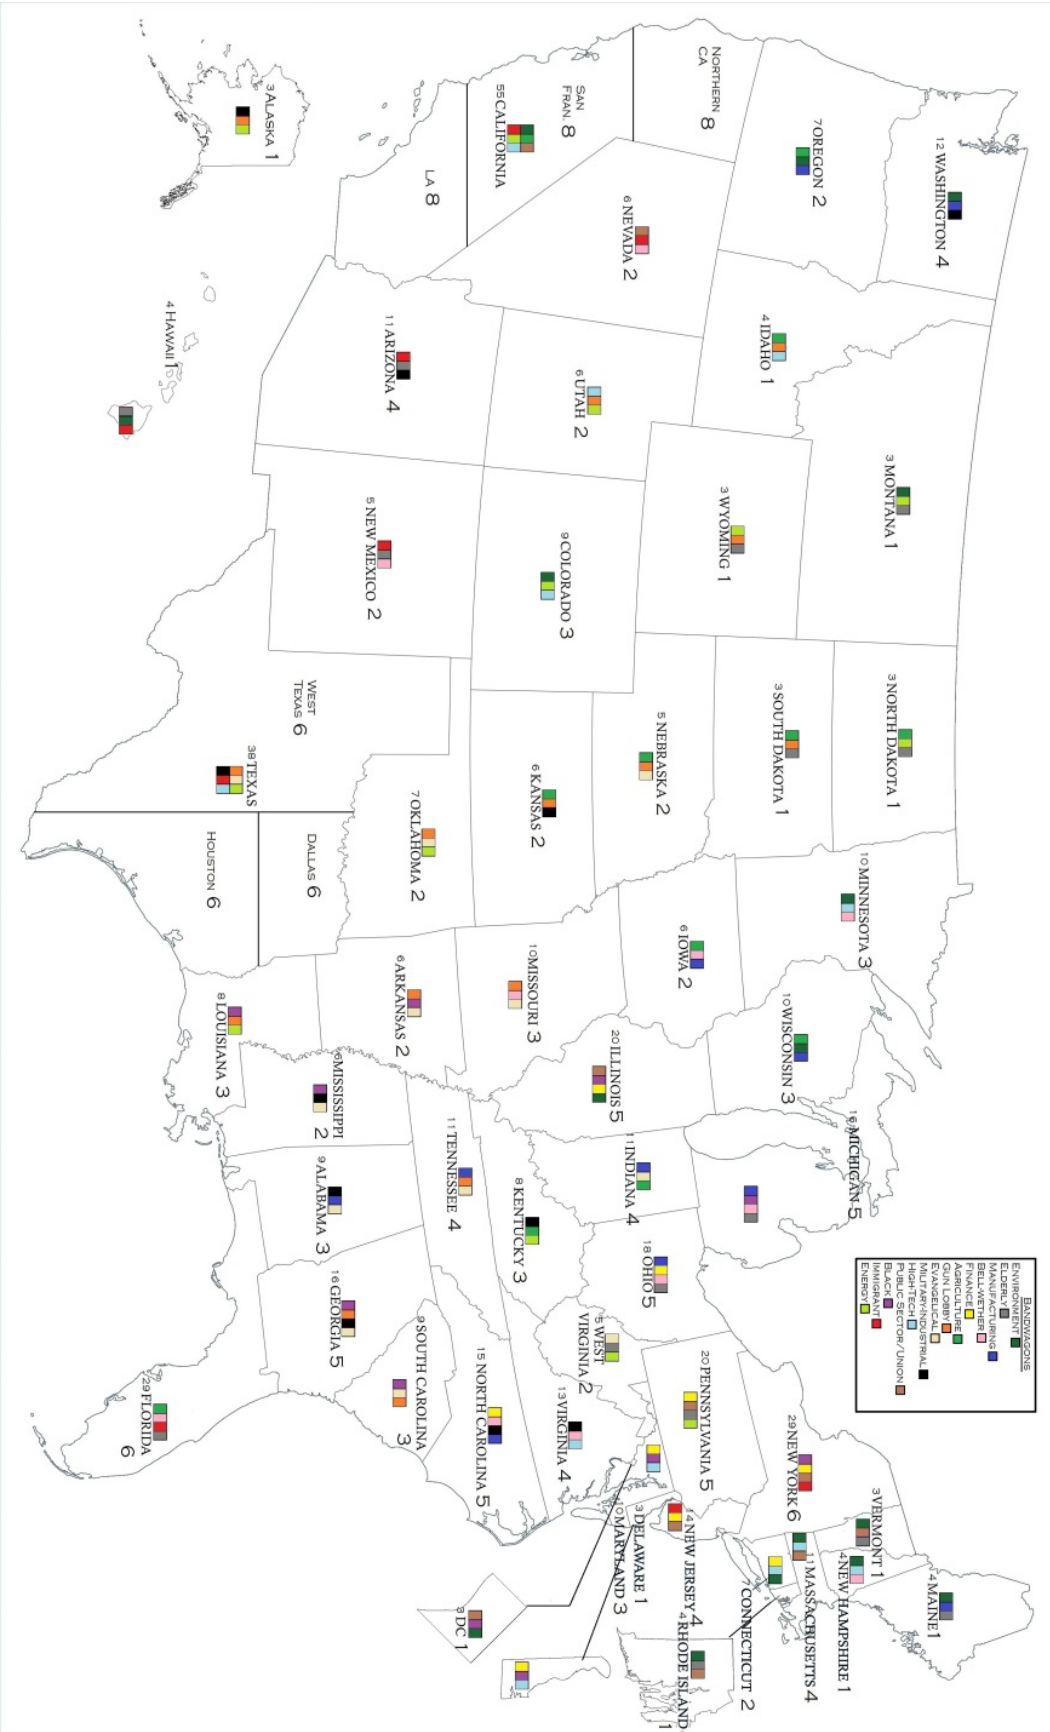 12 WASHINGTON 4
7 OREGON 2
NORTHERN
CA 8
SAN
FRAN. 8
55 CALIFORNIA
LA 8
6 NEVADA 2
4 IDAHO 1
3 MONTANA 1
3 WYOMING 1
6 UTAH 2
11 ARIZONA 4
9 COLORADO 3
5 NEW MEXICO 2
3 ALASKA 1
4 HAWAII 1
3 NORTH DAKOTA 1
3 SOUTH DAKOTA 1
5 NEBRASKA 2
6 KANSAS 2
7 OKLAHOMA 2
WEST
TEXAS 6
38 TEXAS
DALLAS 6
HOUSTON 6
10 MINNESOTA 3
6 IOWA 2
10 MISSOURI 3
6 ARKANSAS 2
8 LOUISIANA 3
10 WISCONSIN 3
20 ILLINOIS 5
16 MICHIGAN 5
11 INDIANA 4
18 OHIO 5
8 KENTUCKY 3
11 TENNESSEE 4
6 MISSISSIPPI
2
9 ALABAMA 3
16 GEORGIA 5
29 FLORIDA
6
9 SOUTH CAROLINA
3
15 NORTH CAROLINA 5
13 VIRGINIA 4
5 WEST
VIRGINIA 2
20 PENNSYLVANIA 5
29 NEW YORK 6
3 VERMONT 1
4 NEW HAMPSHIRE 1
4 MAINE 1
11 MASSACHUSETTS 4
7 CONNECTICUT 2
4 RHODE ISLAND
1
14 NEW JERSEY 4
3 DELAWARE 1
10 MARYLAND 3
3 DC 1
BANDWAGONS
ENVIRONMENT
ELDERLY
MANUFACTURING
BELL-WETHER
FINANCE
AGRICULTURE
GUN LOBBY
EVANGELICAL
MILITARY-INDUSTRIAL
HIGH-TECH
PUBLIC SECTOR/UNION
BLACK
IMMIGRANT
ENERGY